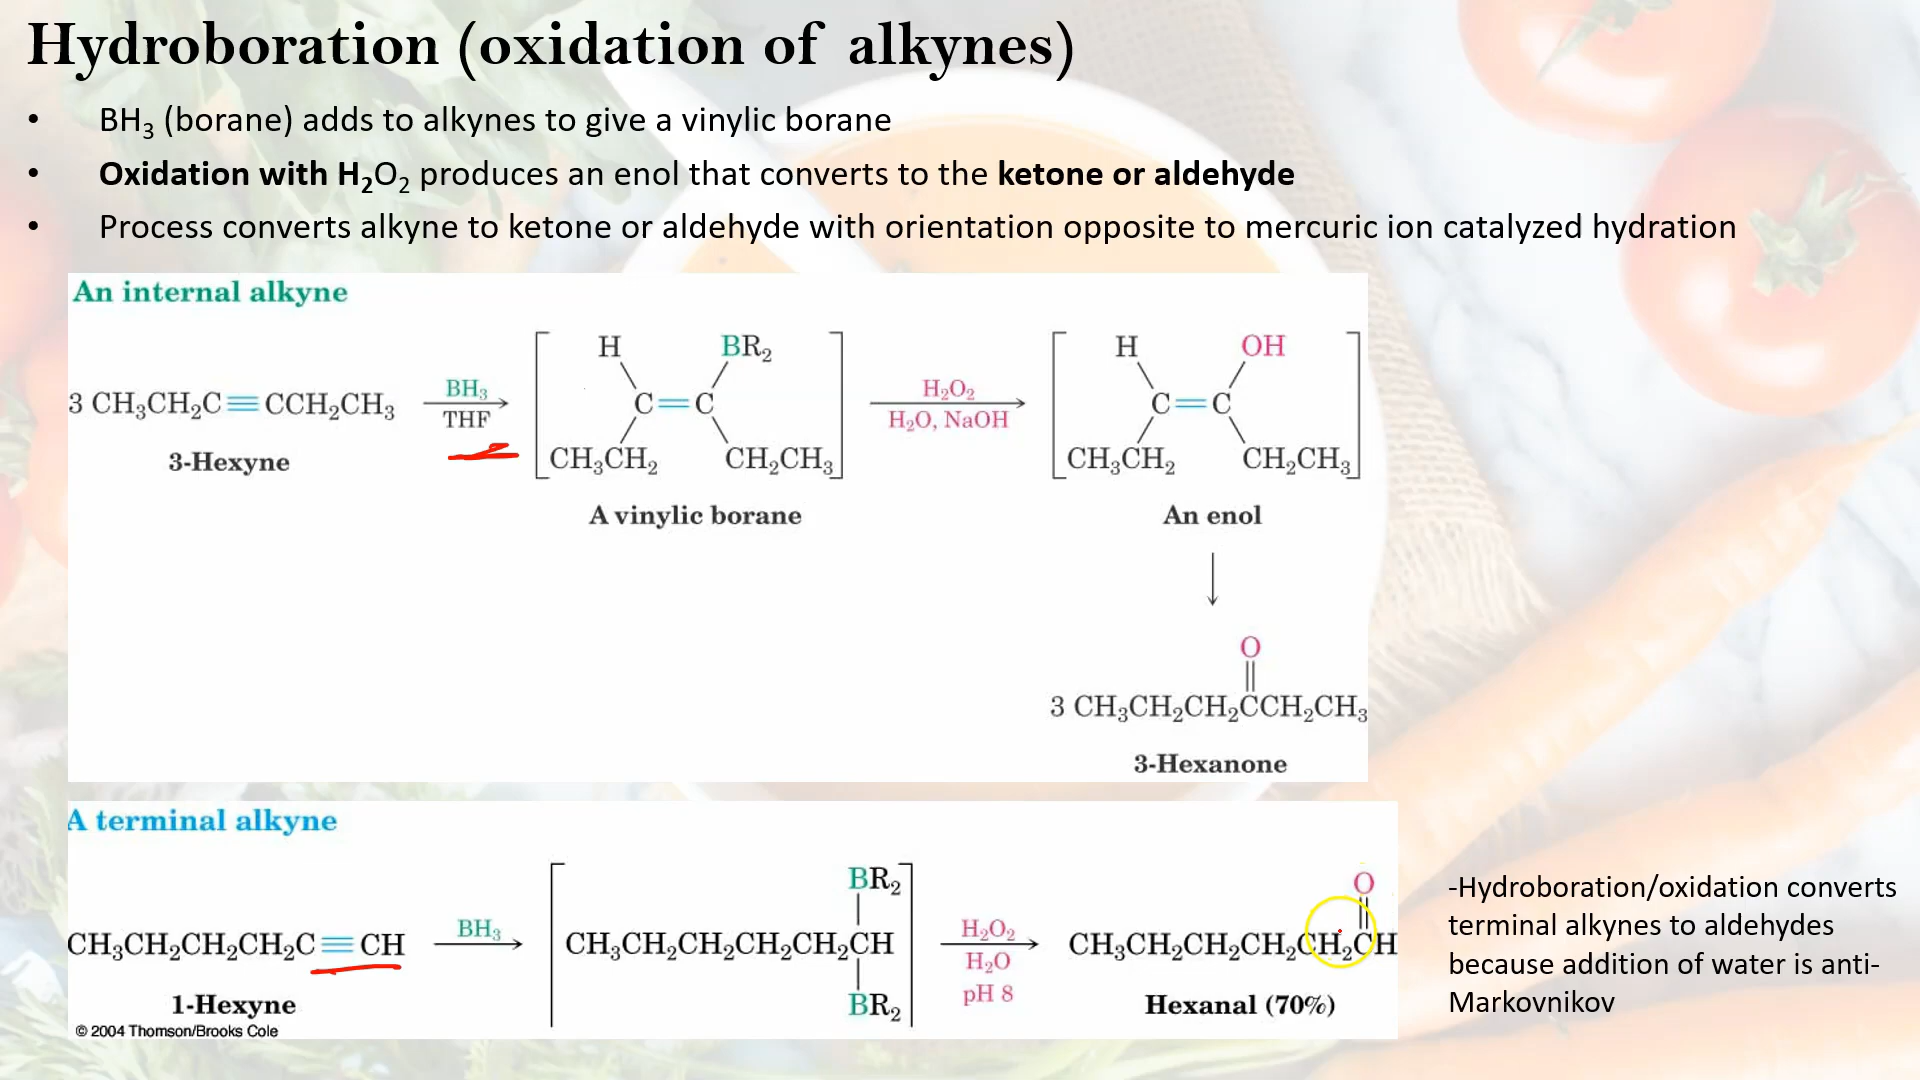 Hydroboration (oxidation of alkynes)
• BH₃ (borane) adds to alkynes to give a vinylic borane
• Oxidation with H₂O₂ produces an enol that converts to the ketone or aldehyde
• Process converts alkyne to ketone or aldehyde with orientation opposite to mercuric ion catalyzed hydration
An internal alkyne
H BR₂ H OH
3 CH₃CH₂C≡CCH₂CH₃ BH₃ THF C=C H₂O₂ H₂O, NaOH C=C
CH₃CH₂ CH₂CH₃ CH₃CH₂ CH₂CH₃
3-Hexyne
A vinylic borane An enol
O
3 CH₃CH₂CH₂CCH₂CH₃
3-Hexanone
A terminal alkyne
BR₂ O
CH₃CH₂CH₂CH₂C≡CH BH₃ CH₃CH₂CH₂CH₂CH₂CH H₂O₂ H₂O pH 8 CH₃CH₂CH₂CH₂CH₂CH
BR₂
1-Hexyne Hexanal (70%)
© 2004 Thomson/Brooks Cole
-Hydroboration/oxidation converts
terminal alkynes to aldehydes
because addition of water is anti-
Markovnikov